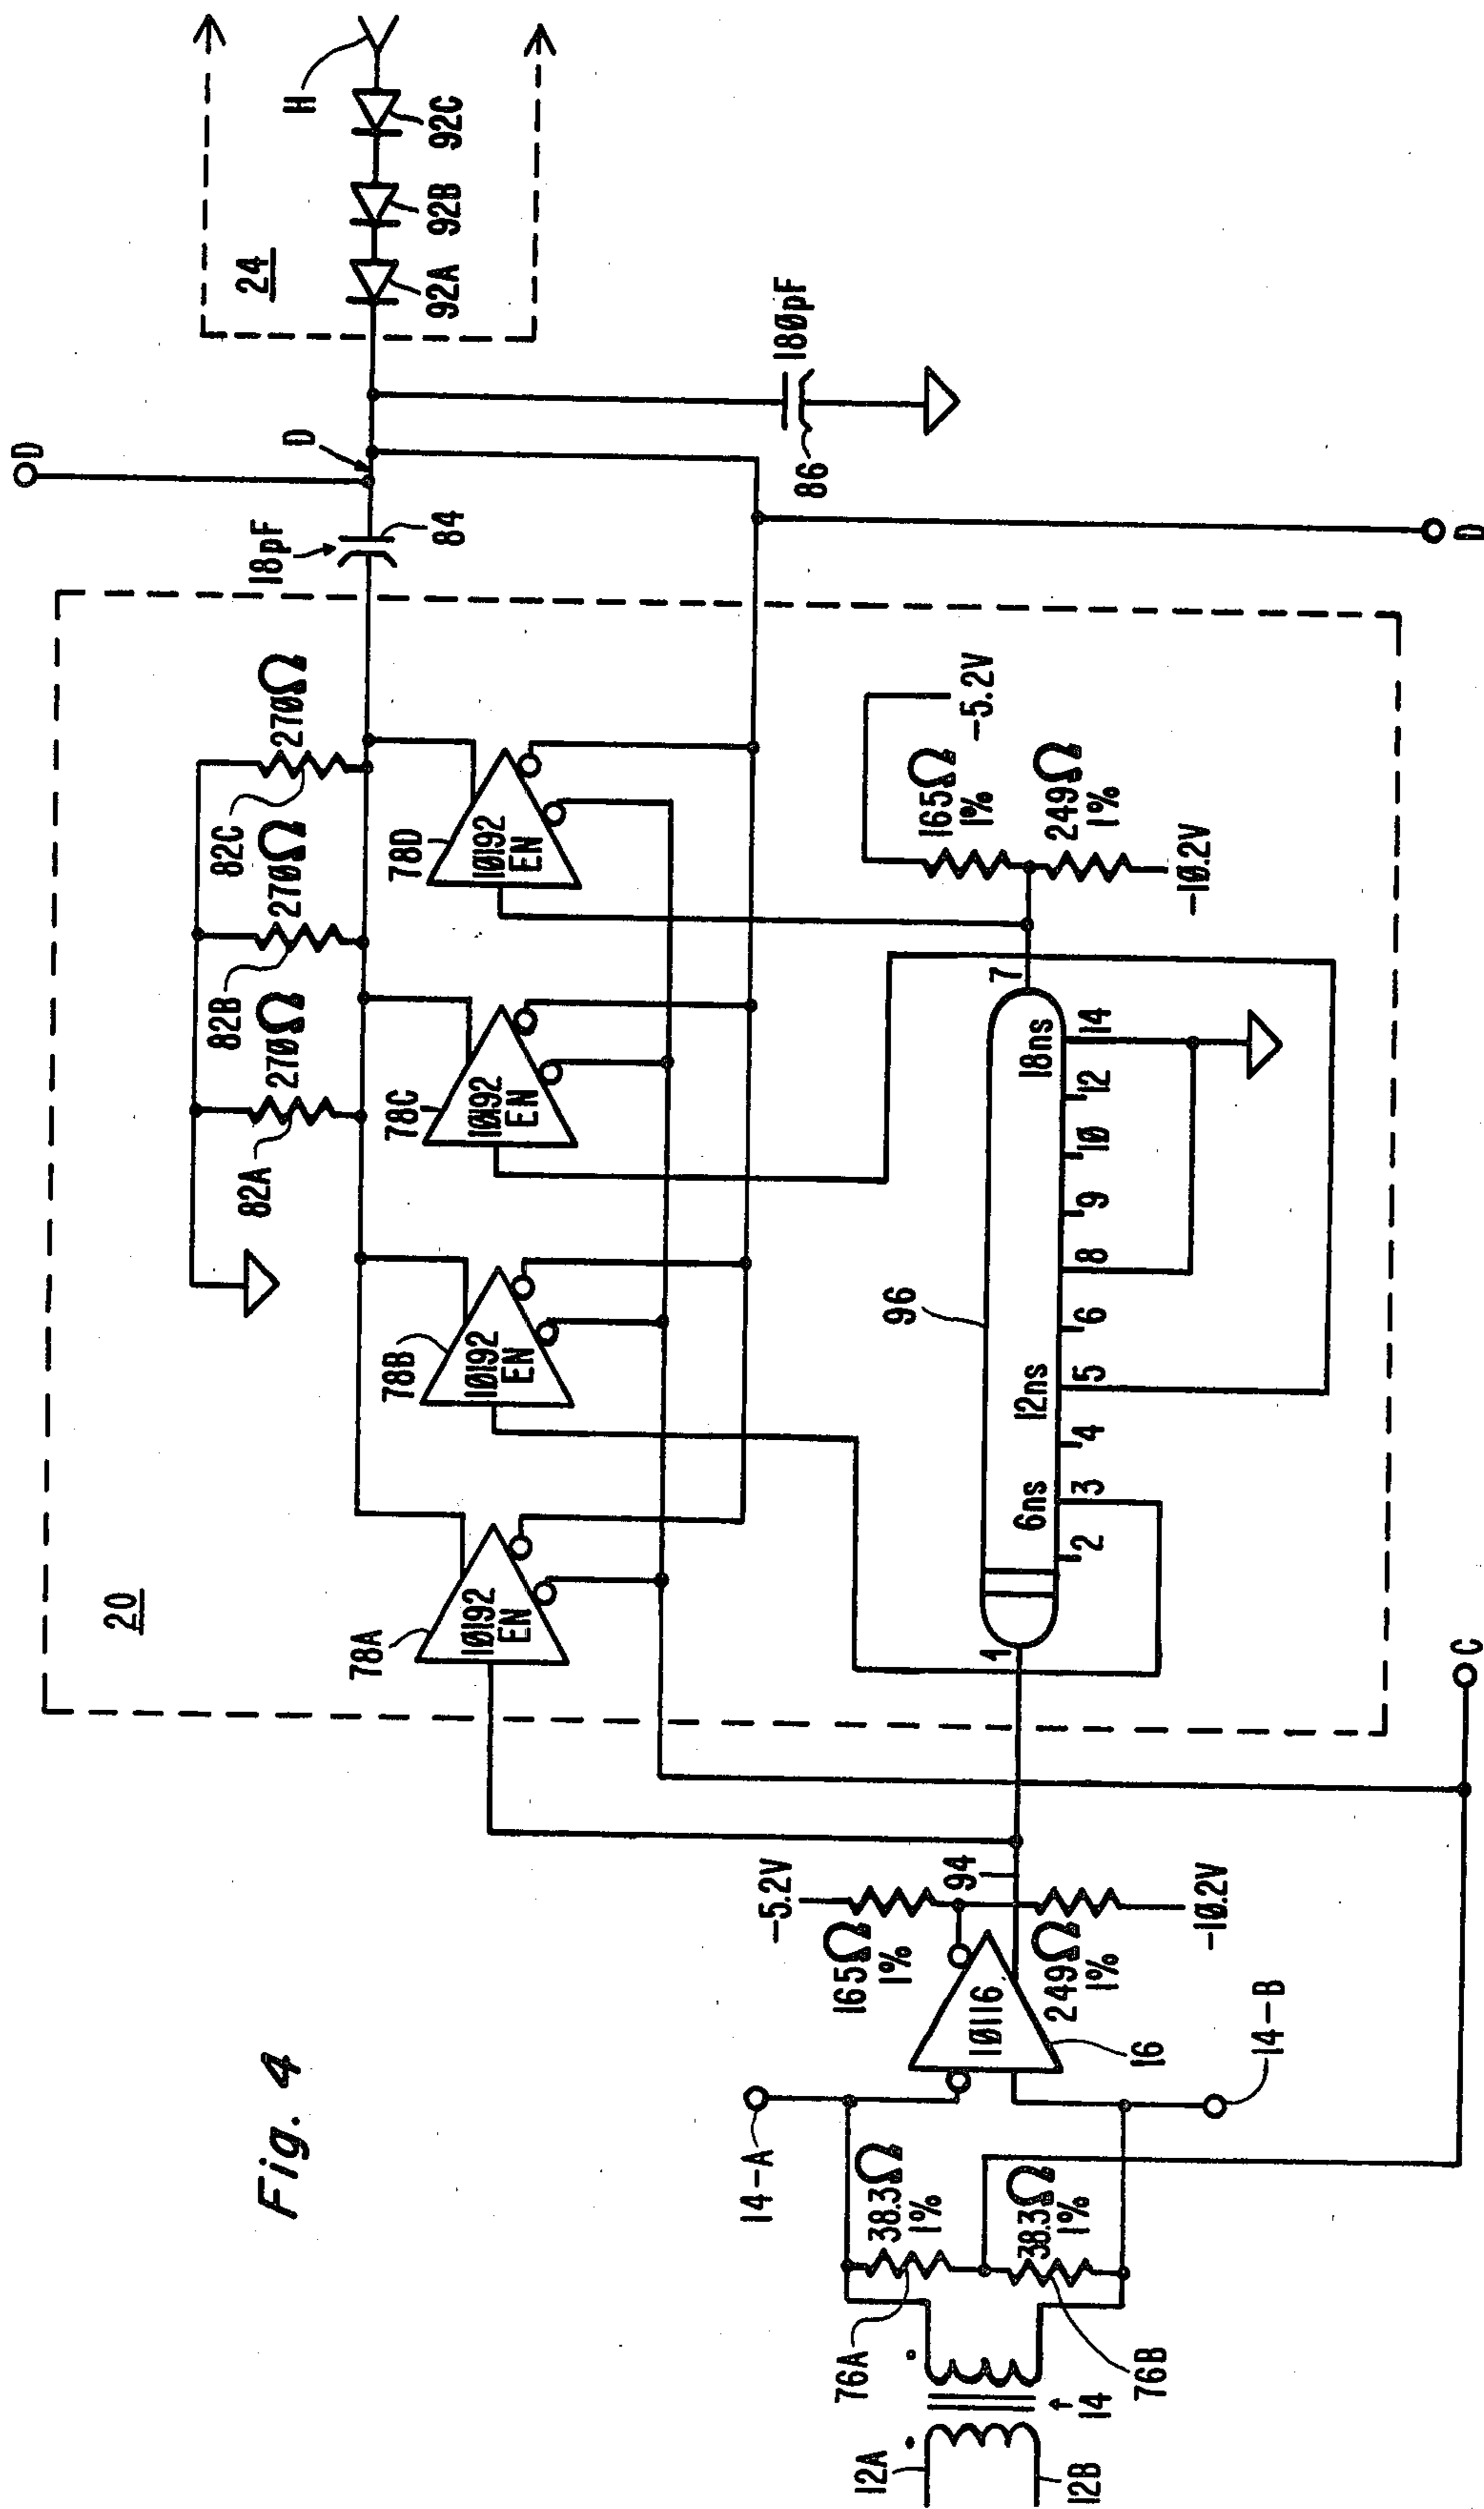 Fig. 4
12A
12B
14
76A
76B
38.3Ω
1%
38.3Ω
1%
14-A
14-B
10116
16
-5.2V
165Ω
1%
94
249Ω
1%
-10.2V
C
20
78A
10192
EN
78B
10192
EN
78C
10192
EN
78D
10192
EN
82A
270Ω
82B
270Ω
82C
270Ω
96
1
2
6ns
3
4
12ns
5
6
8
9
10
12
18ns
14
7
165Ω
1%
-5.2V
249Ω
1%
-10.2V
18pF
84
D
D
D
86
180pF
24
92A
92B
92C
H